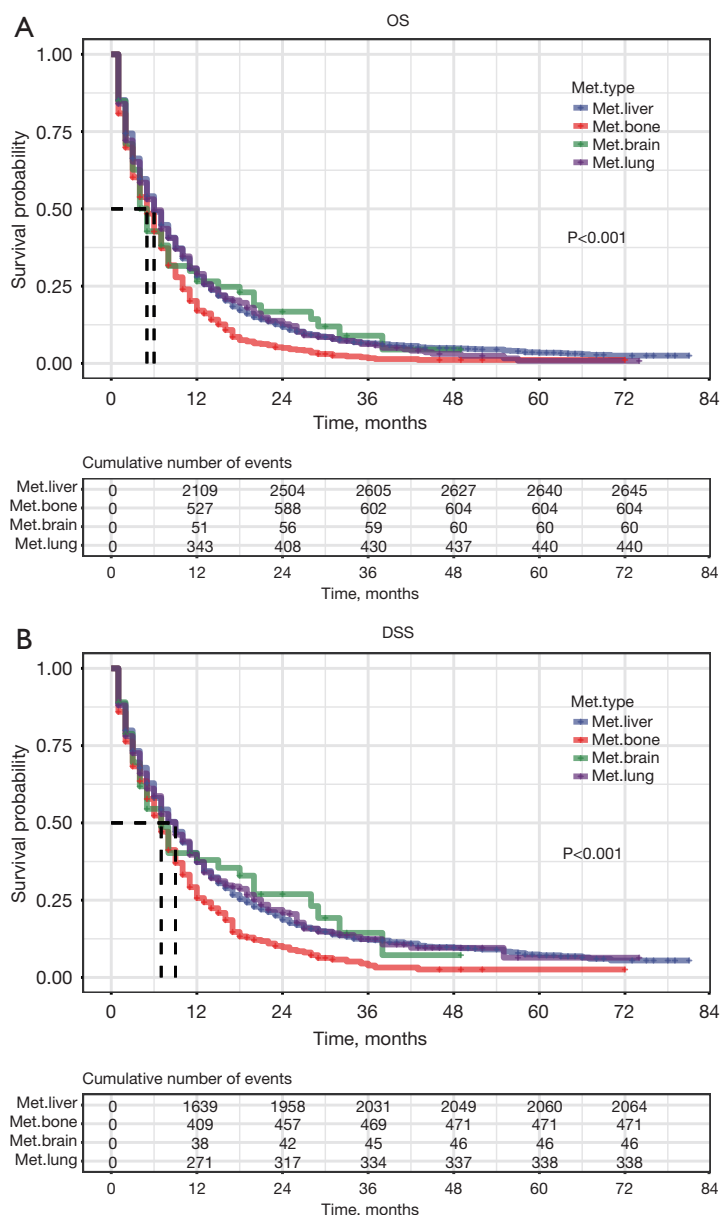 A
OS
1.00
0.75
0.50
0.25
0.00
Survival probability
Met.type
Met.liver
Met.bone
Met.brain
Met.lung
P<0.001
0 12 24 36 48 60 72 84
Time, months
Cumulative number of events
Met.liver 0 2109 2504 2605 2627 2640 2645
Met.bone 0 527 588 602 604 604 604
Met.brain 0 51 56 59 60 60 60
Met.lung 0 343 408 430 437 440 440
0 12 24 36 48 60 72 84
Time, months
B
DSS
1.00
0.75
0.50
0.25
0.00
Survival probability
Met.type
Met.liver
Met.bone
Met.brain
Met.lung
P<0.001
0 12 24 36 48 60 72 84
Time, months
Cumulative number of events
Met.liver 0 1639 1958 2031 2049 2060 2064
Met.bone 0 409 457 469 471 471 471
Met.brain 0 38 42 45 46 46 46
Met.lung 0 271 317 334 337 338 338
0 12 24 36 48 60 72 84
Time, months